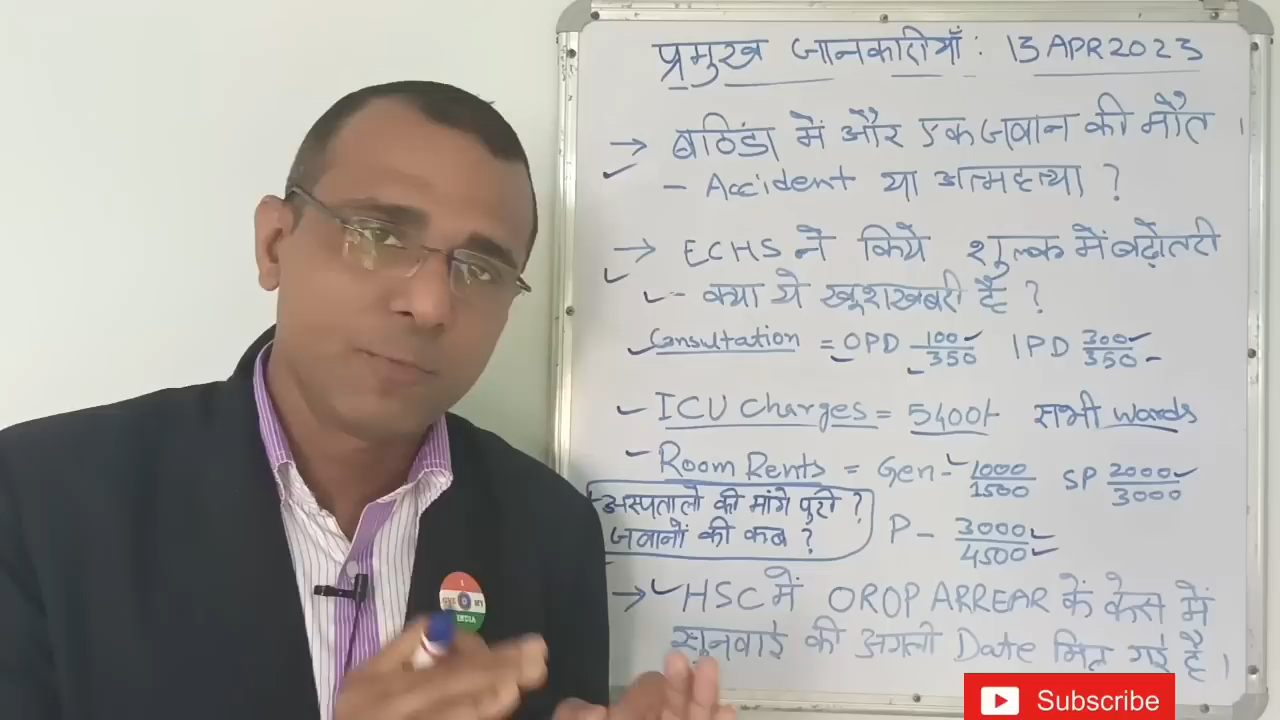 प्रमुख जानकारीयाँ: 13 APR 2023
→ बठिंडा में और एक जवान की मौत ।
- Accident या आत्महत्या ?
→ ECHS ने किये शुल्क में बढ़ोतरी
- क्या ये खुशखबरी है ?
Consultation = OPD 100/350 IPD 300/350
ICU Charges = 5400/- सभी Wards
Room Rents = Gen - 1000/1500 SP 2000/3000
P - 3000/4500
अस्पतालो की मांगे पुरी ?
जवानों की कब ?
→ HSC में OROP ARREAR के केस में
सुनवाई की अगली Date मिल गई है ।
I
MY
INDIA
Subscribe